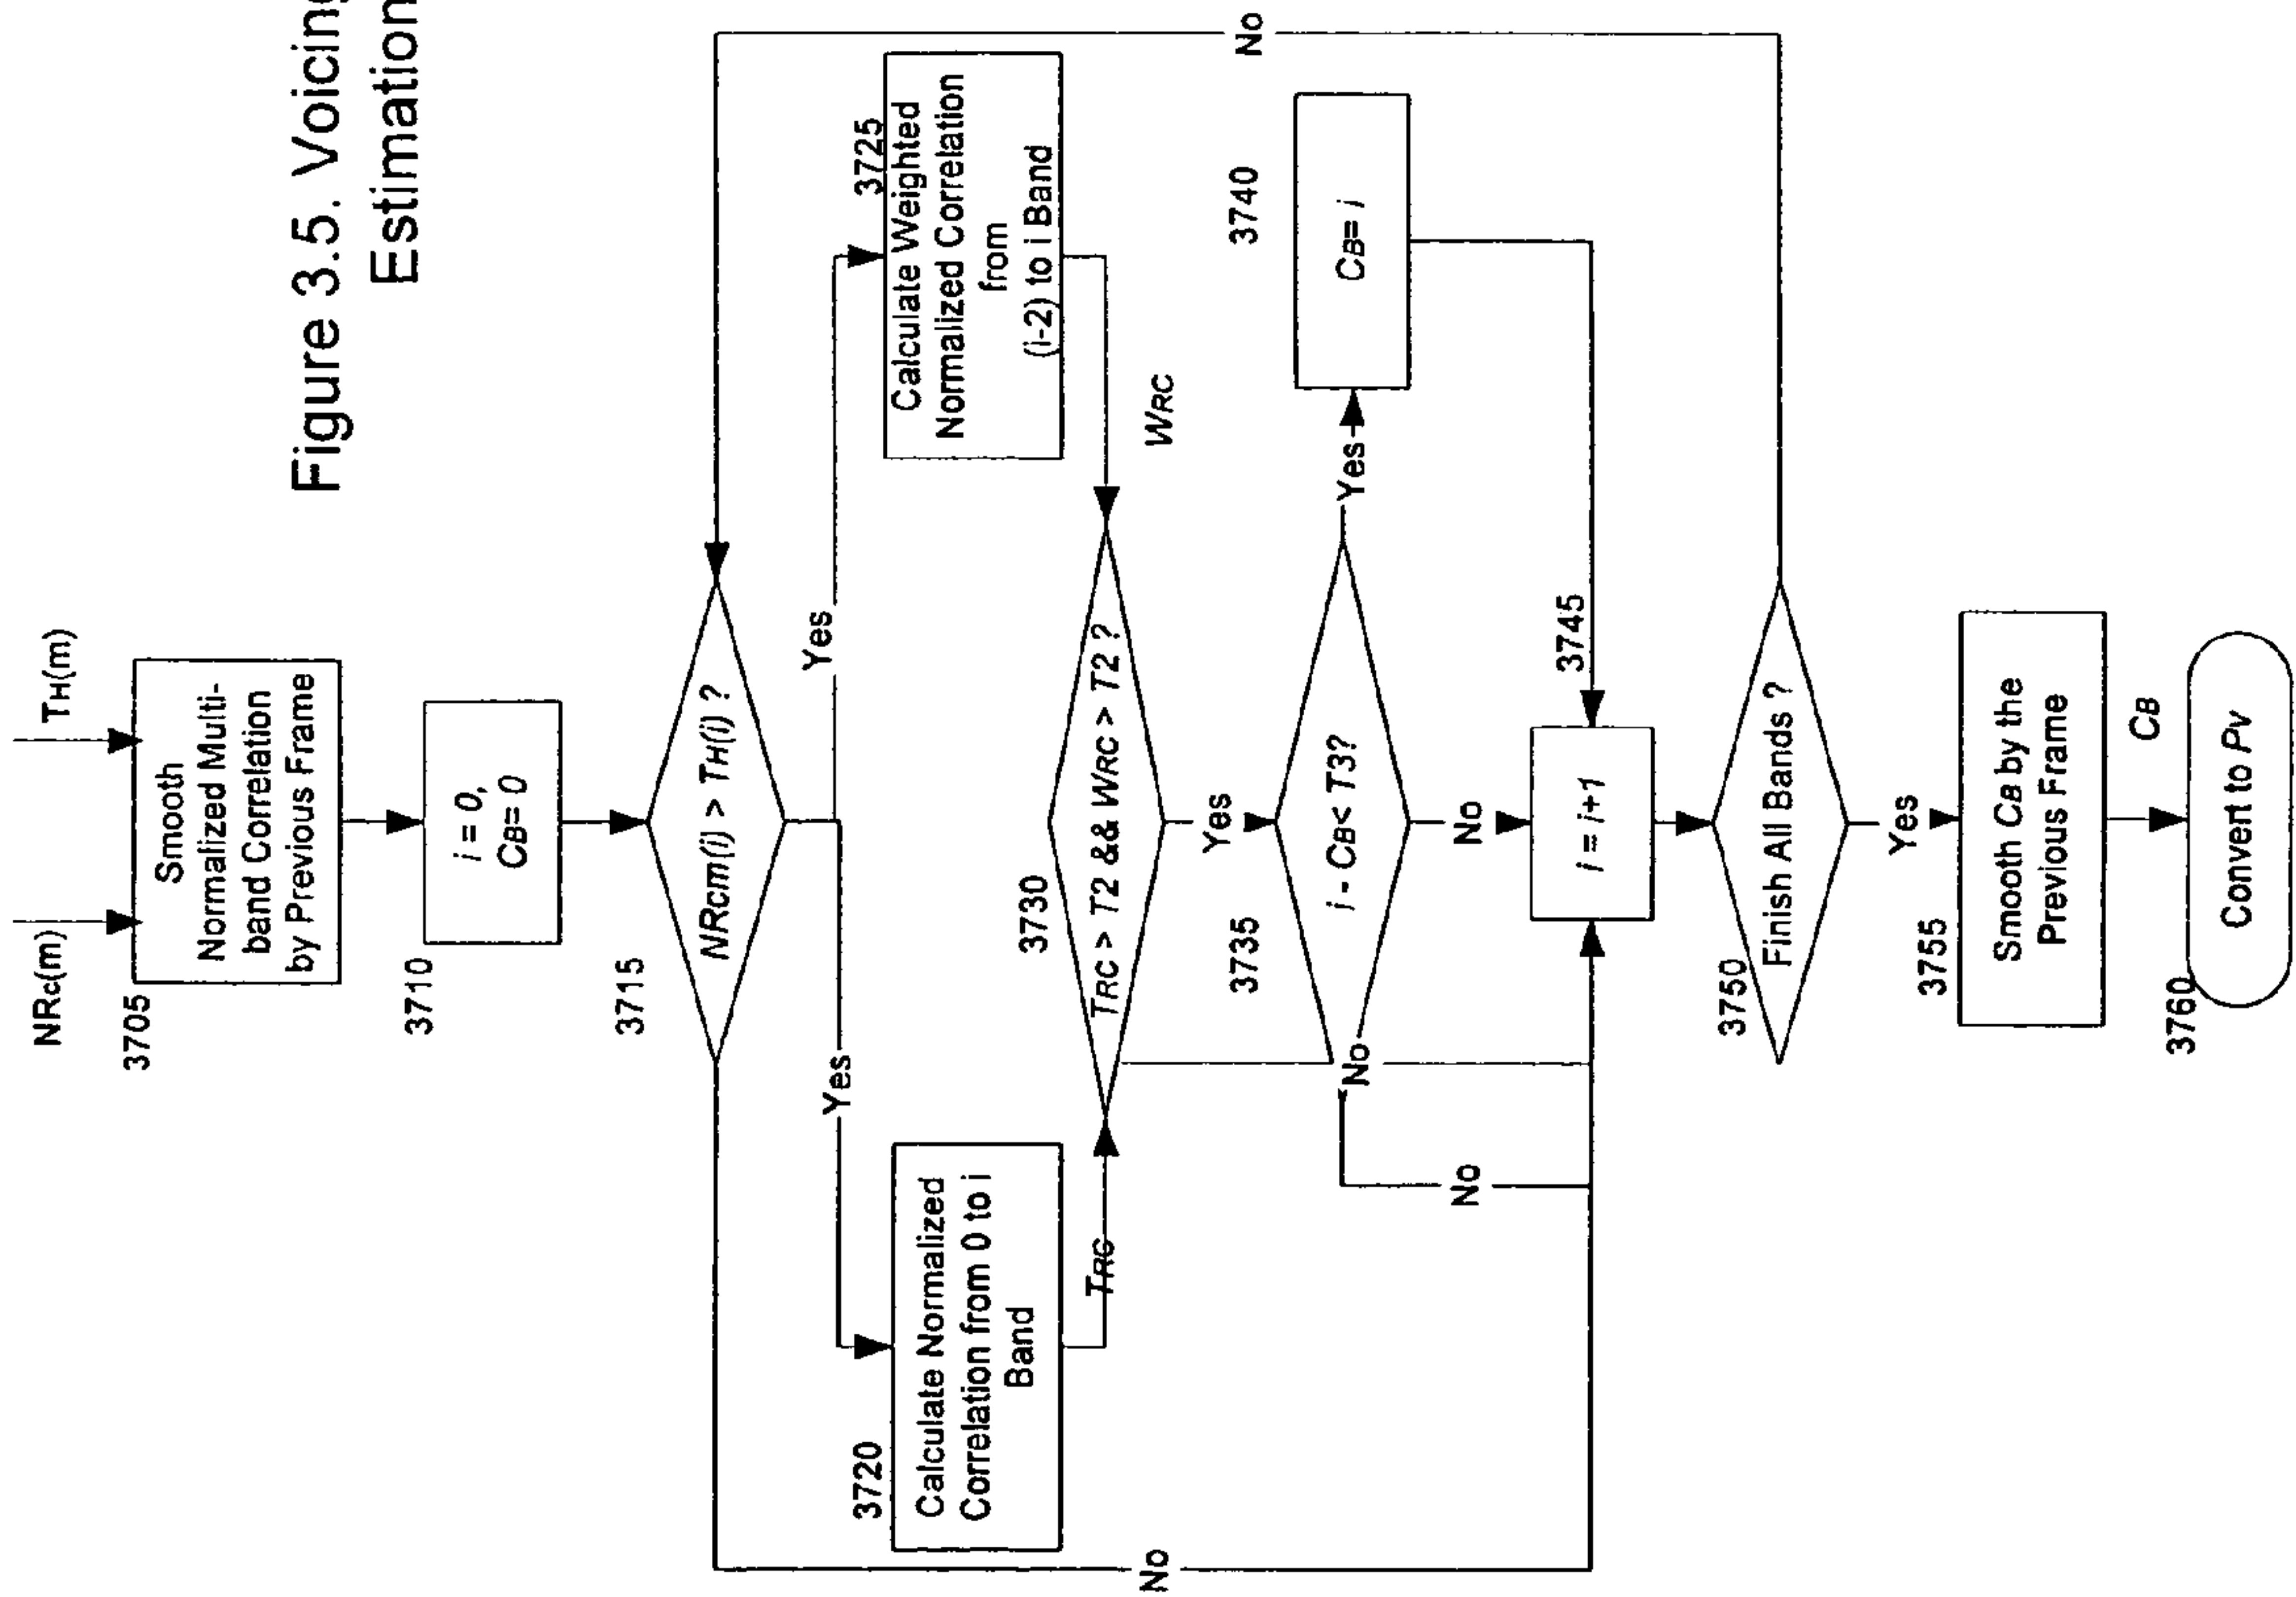 Figure 3.5. Voicing
Estimation
NRc(m)
TH(m)
3705
Smooth
Normalized Multi-
band Correlation
by Previous Frame
3710
i = 0,
CB= 0
3715
NRcm(i) > TH(i) ?
No
Yes
Yes
No
3720
Calculate Normalized
Correlation from 0 to i
Band
3725
Calculate Weighted
Normalized Correlation
from
(i-2) to i Band
TRC
WRC
3730
TRC > T2 && WRC > T2 ?
Yes
No
3735
i - CB< T3?
Yes
No
No
3740
CB= i
3745
i = i+1
3750
Finish All Bands ?
Yes
3755
Smooth CB by the
Previous Frame
CB
3760
Convert to Pv